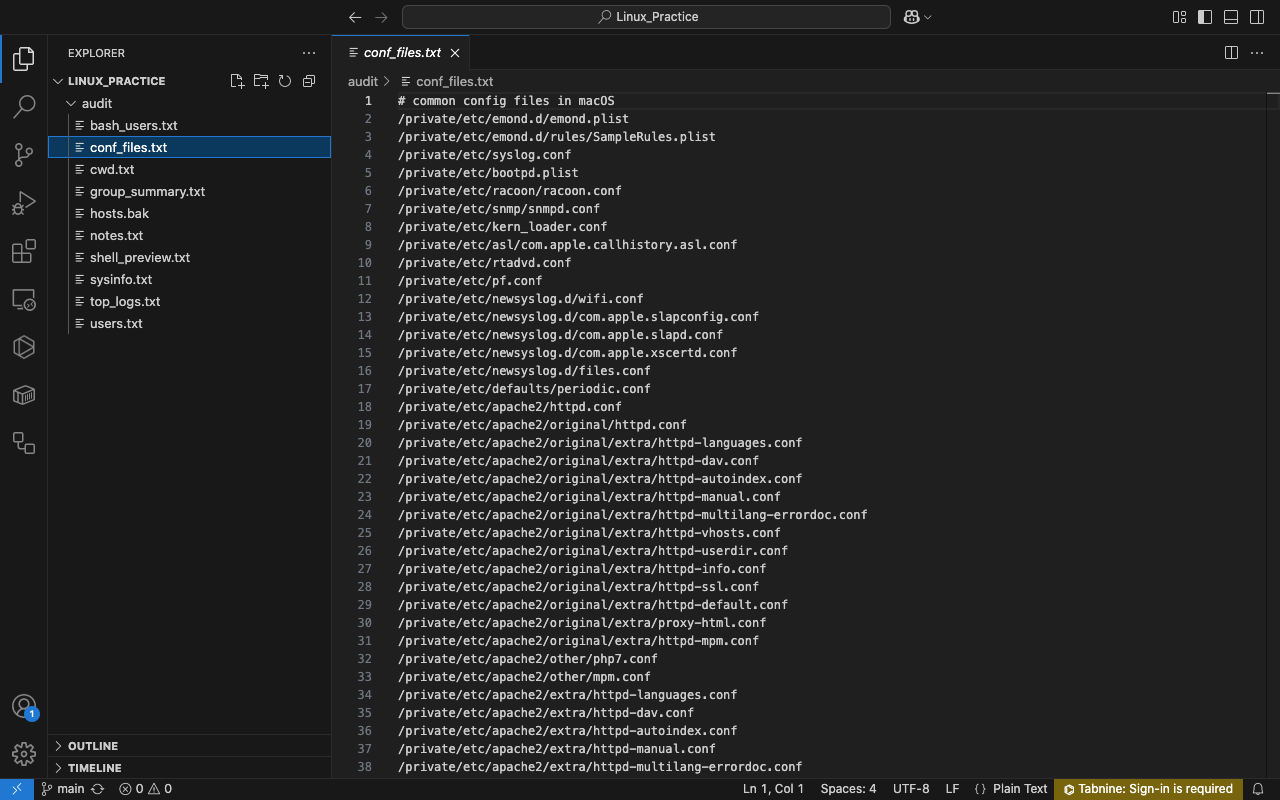 Linux_Practice
EXPLORER
LINUX_PRACTICE
audit
bash_users.txt
conf_files.txt
cwd.txt
group_summary.txt
hosts.bak
notes.txt
shell_preview.txt
sysinfo.txt
top_logs.txt
users.txt
OUTLINE
TIMELINE
1
conf_files.txt
audit > conf_files.txt
1 # common config files in macOS
2 /private/etc/emond.d/emond.plist
3 /private/etc/emond.d/rules/SampleRules.plist
4 /private/etc/syslog.conf
5 /private/etc/bootpd.plist
6 /private/etc/racoon/racoon.conf
7 /private/etc/snmp/snmpd.conf
8 /private/etc/kern_loader.conf
9 /private/etc/asl/com.apple.callhistory.asl.conf
10 /private/etc/rtadvd.conf
11 /private/etc/pf.conf
12 /private/etc/newsyslog.d/wifi.conf
13 /private/etc/newsyslog.d/com.apple.slapconfig.conf
14 /private/etc/newsyslog.d/com.apple.slapd.conf
15 /private/etc/newsyslog.d/com.apple.xscertd.conf
16 /private/etc/newsyslog.d/files.conf
17 /private/etc/defaults/periodic.conf
18 /private/etc/apache2/httpd.conf
19 /private/etc/apache2/original/httpd.conf
20 /private/etc/apache2/original/extra/httpd-languages.conf
21 /private/etc/apache2/original/extra/httpd-dav.conf
22 /private/etc/apache2/original/extra/httpd-autoindex.conf
23 /private/etc/apache2/original/extra/httpd-manual.conf
24 /private/etc/apache2/original/extra/httpd-multilang-errordoc.conf
25 /private/etc/apache2/original/extra/httpd-vhosts.conf
26 /private/etc/apache2/original/extra/httpd-userdir.conf
27 /private/etc/apache2/original/extra/httpd-info.conf
28 /private/etc/apache2/original/extra/httpd-ssl.conf
29 /private/etc/apache2/original/extra/httpd-default.conf
30 /private/etc/apache2/original/extra/proxy-html.conf
31 /private/etc/apache2/original/extra/httpd-mpm.conf
32 /private/etc/apache2/other/php7.conf
33 /private/etc/apache2/other/mpm.conf
34 /private/etc/apache2/extra/httpd-languages.conf
35 /private/etc/apache2/extra/httpd-dav.conf
36 /private/etc/apache2/extra/httpd-autoindex.conf
37 /private/etc/apache2/extra/httpd-manual.conf
38 /private/etc/apache2/extra/httpd-multilang-errordoc.conf
main 0 0 Ln 1, Col 1 Spaces: 4 UTF-8 LF {} Plain Text Tabnine: Sign-in is required